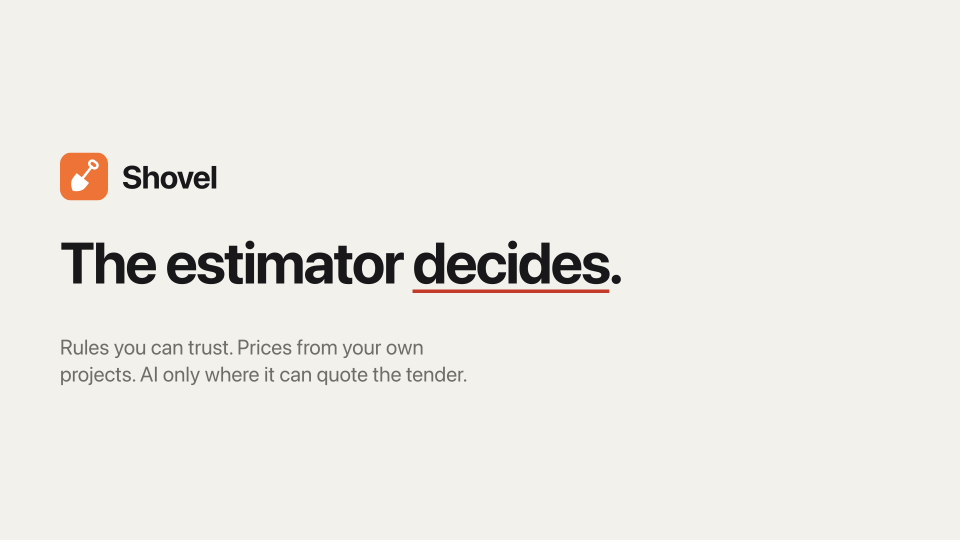 Shovel
The estimator decides.
Rules you can trust. Prices from your own
projects. AI only where it can quote the tender.